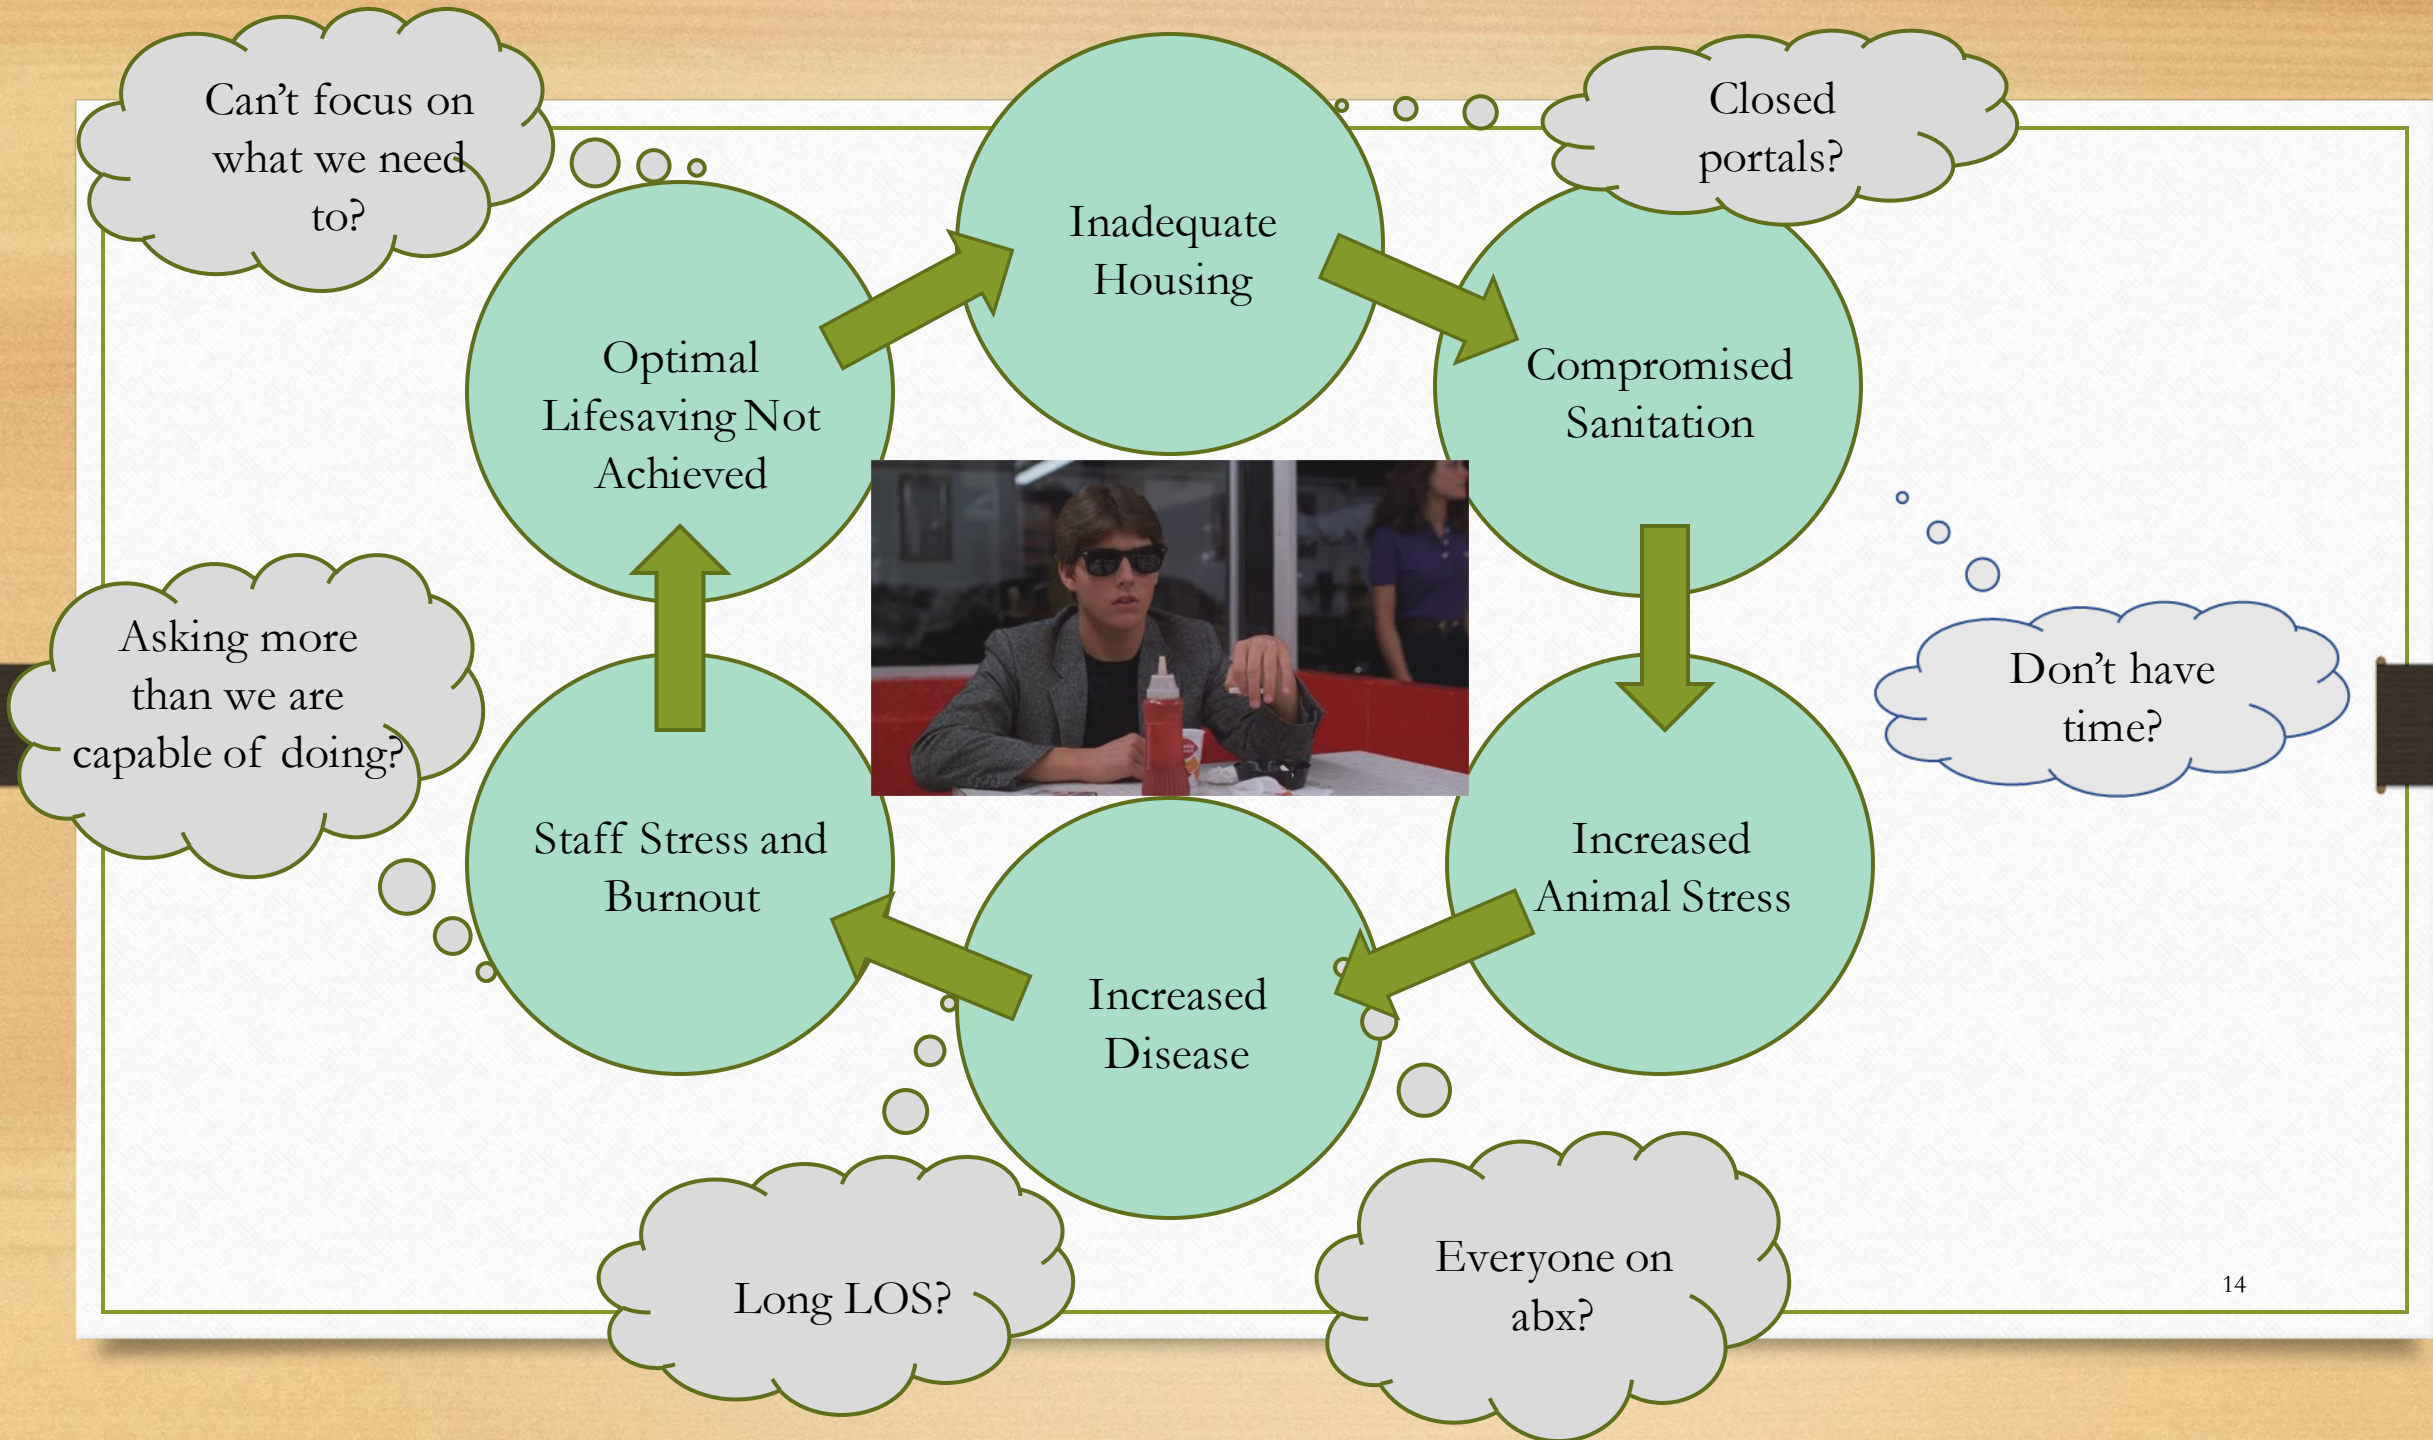 Can’t focus on
what we need
to?
Inadequate
Housing
Closed
portals?
Compromised
Sanitation
Don’t have
time?
Increased
Animal Stress
Everyone on
abx?
Increased
Disease
Long LOS?
Staff Stress and
Burnout
Asking more
than we are
capable of doing?
Optimal
Lifesaving Not
Achieved
14